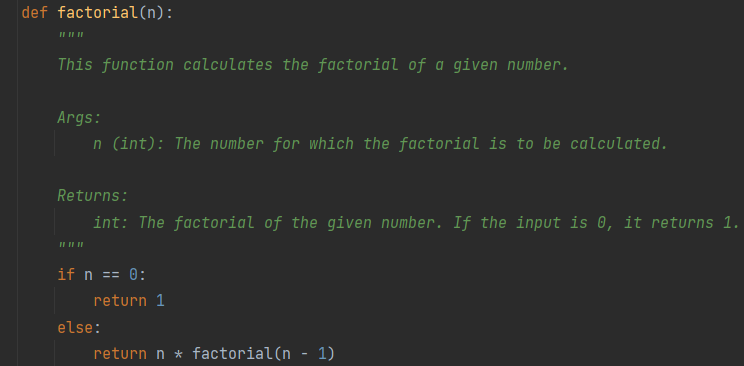 def factorial(n):
    """
    This function calculates the factorial of a given number.

    Args:
        n (int): The number for which the factorial is to be calculated.

    Returns:
        int: The factorial of the given number. If the input is 0, it returns 1.
    """
    if n == 0:
        return 1
    else:
        return n * factorial(n - 1)